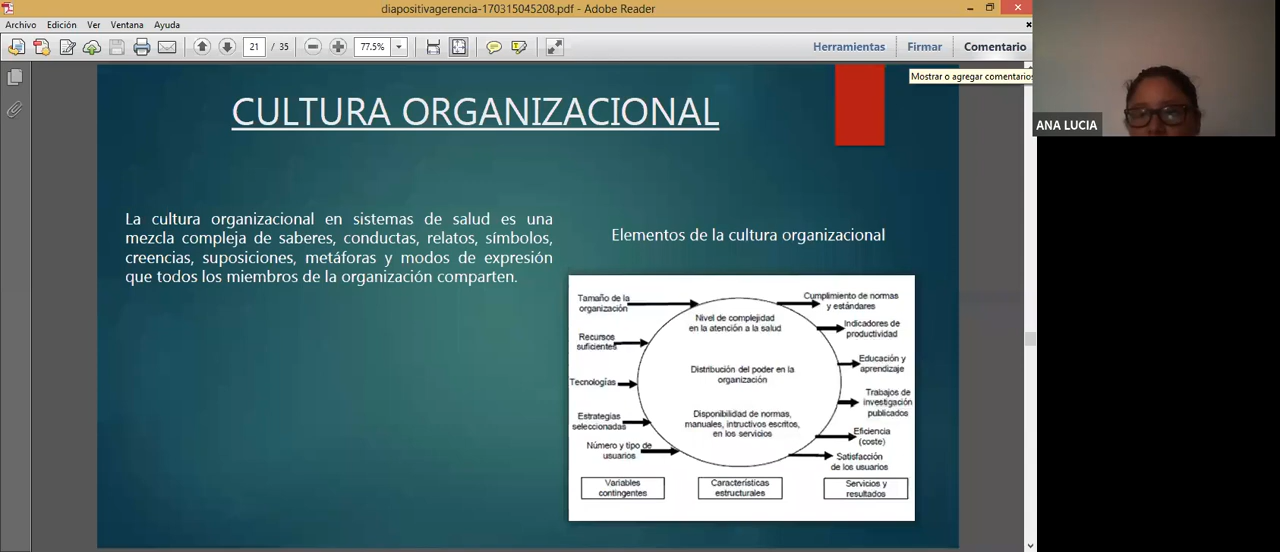 diapositivagerencia-170315045208.pdf - Adobe Reader
Archivo Edición Ver Ventana Ayuda
21 / 35 77.5% Herramientas Firmar Comentario
Mostrar o agregar comentarios
ANA LUCIA
CULTURA ORGANIZACIONAL
La cultura organizacional en sistemas de salud es una
mezcla compleja de saberes, conductas, relatos, símbolos,
creencias, suposiciones, metáforas y modos de expresión
que todos los miembros de la organización comparten.
Elementos de la cultura organizacional
Tamaño de la
organización
Recursos
suficientes
Tecnologías
Estrategias
seleccionadas
Número y tipo de
usuarios
Variables
contingentes
Nivel de complejidad
en la atención a la salud
Distribución del poder en la
organización
Disponibilidad de normas,
manuales, intructivos escritos,
en los servicios
Características
estructurales
Cumplimiento de normas
y estándares
Indicadores de
productividad
Educación y
aprendizaje
Trabajos de
investigación
publicados
Eficiencia
(coste)
Satisfacción
de los usuarios
Servicios y
resultados